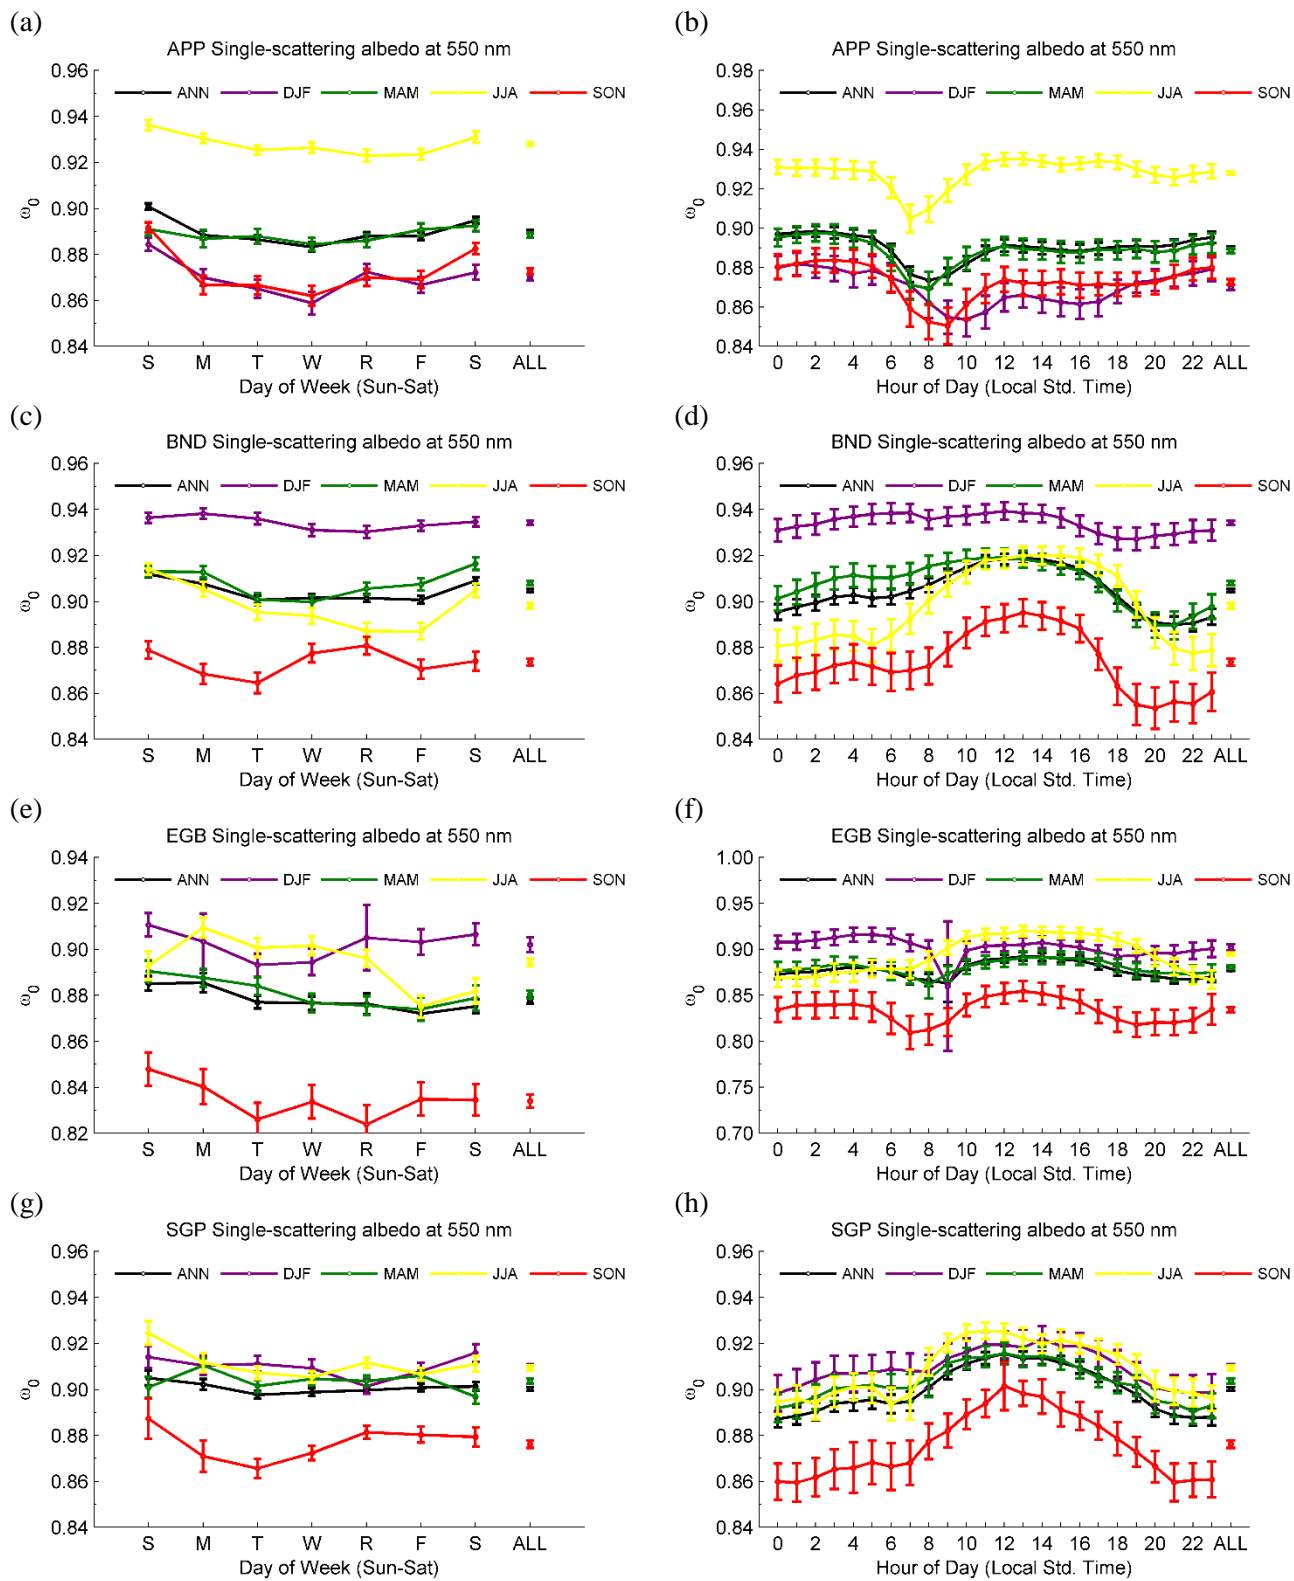 (a)
APP Single-scattering albedo at 550 nm
0.96
ANN DJF MAM JJA SON
0.94
0.92
0.90
0.88
0.86
0.84
ω0
S M T W R F S ALL
Day of Week (Sun-Sat)
(b)
APP Single-scattering albedo at 550 nm
0.98
ANN DJF MAM JJA SON
0.96
0.94
0.92
0.90
0.88
0.86
0.84
ω0
0 2 4 6 8 10 12 14 16 18 20 22 ALL
Hour of Day (Local Std. Time)
(c)
BND Single-scattering albedo at 550 nm
0.96
ANN DJF MAM JJA SON
0.94
0.92
0.90
0.88
0.86
0.84
ω0
S M T W R F S ALL
Day of Week (Sun-Sat)
(d)
BND Single-scattering albedo at 550 nm
0.96
ANN DJF MAM JJA SON
0.94
0.92
0.90
0.88
0.86
0.84
ω0
0 2 4 6 8 10 12 14 16 18 20 22 ALL
Hour of Day (Local Std. Time)
(e)
EGB Single-scattering albedo at 550 nm
0.94
ANN DJF MAM JJA SON
0.92
0.90
0.88
0.86
0.84
0.82
ω0
S M T W R F S ALL
Day of Week (Sun-Sat)
(f)
EGB Single-scattering albedo at 550 nm
1.00
ANN DJF MAM JJA SON
0.95
0.90
0.85
0.80
0.75
0.70
ω0
0 2 4 6 8 10 12 14 16 18 20 22 ALL
Hour of Day (Local Std. Time)
(g)
SGP Single-scattering albedo at 550 nm
0.96
ANN DJF MAM JJA SON
0.94
0.92
0.90
0.88
0.86
0.84
ω0
S M T W R F S ALL
Day of Week (Sun-Sat)
(h)
SGP Single-scattering albedo at 550 nm
0.96
ANN DJF MAM JJA SON
0.94
0.92
0.90
0.88
0.86
0.84
ω0
0 2 4 6 8 10 12 14 16 18 20 22 ALL
Hour of Day (Local Std. Time)